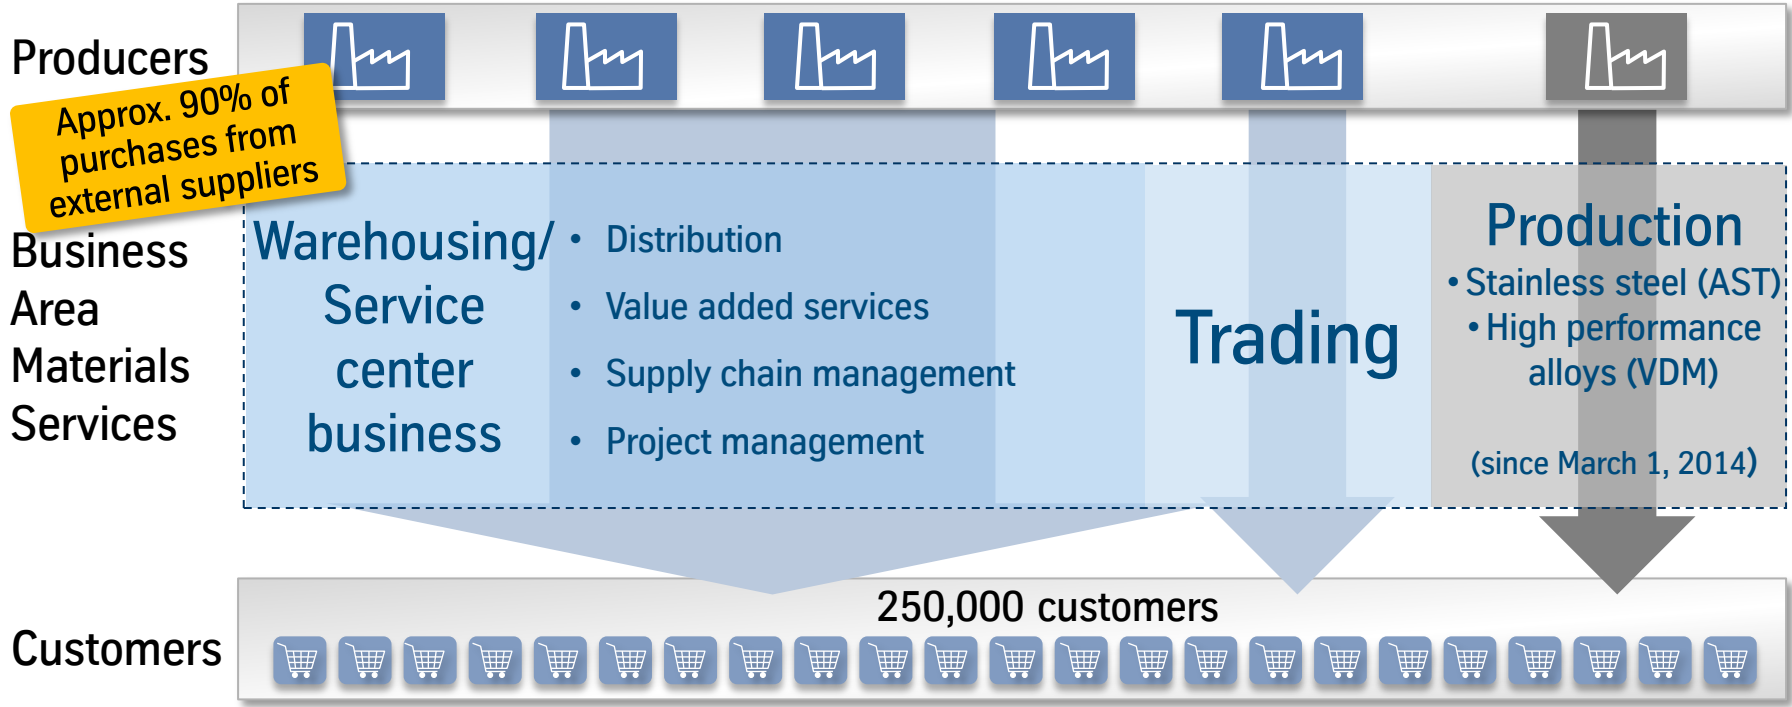 Producers
Approx. 90% of
purchases from
external suppliers
Business
Area
Materials
Services
Warehousing/
Service
center
business
• Distribution
• Value added services
• Supply chain management
• Project management
Trading
Production
• Stainless steel (AST)
• High performance
alloys (VDM)
(since March 1, 2014)
Customers
250,000 customers